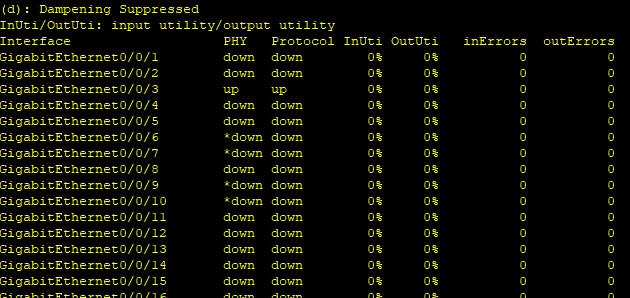 (d): Dampening Suppressed
InUti/OutUti: input utility/output utility
Interface PHY Protocol InUti OutUti inErrors outErrors
GigabitEthernet0/0/1 down down 0% 0% 0 0
GigabitEthernet0/0/2 down down 0% 0% 0 0
GigabitEthernet0/0/3 up up 0% 0% 0 0
GigabitEthernet0/0/4 down down 0% 0% 0 0
GigabitEthernet0/0/5 down down 0% 0% 0 0
GigabitEthernet0/0/6 *down down 0% 0% 0 0
GigabitEthernet0/0/7 *down down 0% 0% 0 0
GigabitEthernet0/0/8 down down 0% 0% 0 0
GigabitEthernet0/0/9 *down down 0% 0% 0 0
GigabitEthernet0/0/10 *down down 0% 0% 0 0
GigabitEthernet0/0/11 down down 0% 0% 0 0
GigabitEthernet0/0/12 down down 0% 0% 0 0
GigabitEthernet0/0/13 down down 0% 0% 0 0
GigabitEthernet0/0/14 down down 0% 0% 0 0
GigabitEthernet0/0/15 down down 0% 0% 0 0
GigabitEthernet0/0/16 down down 0% 0% 0 0